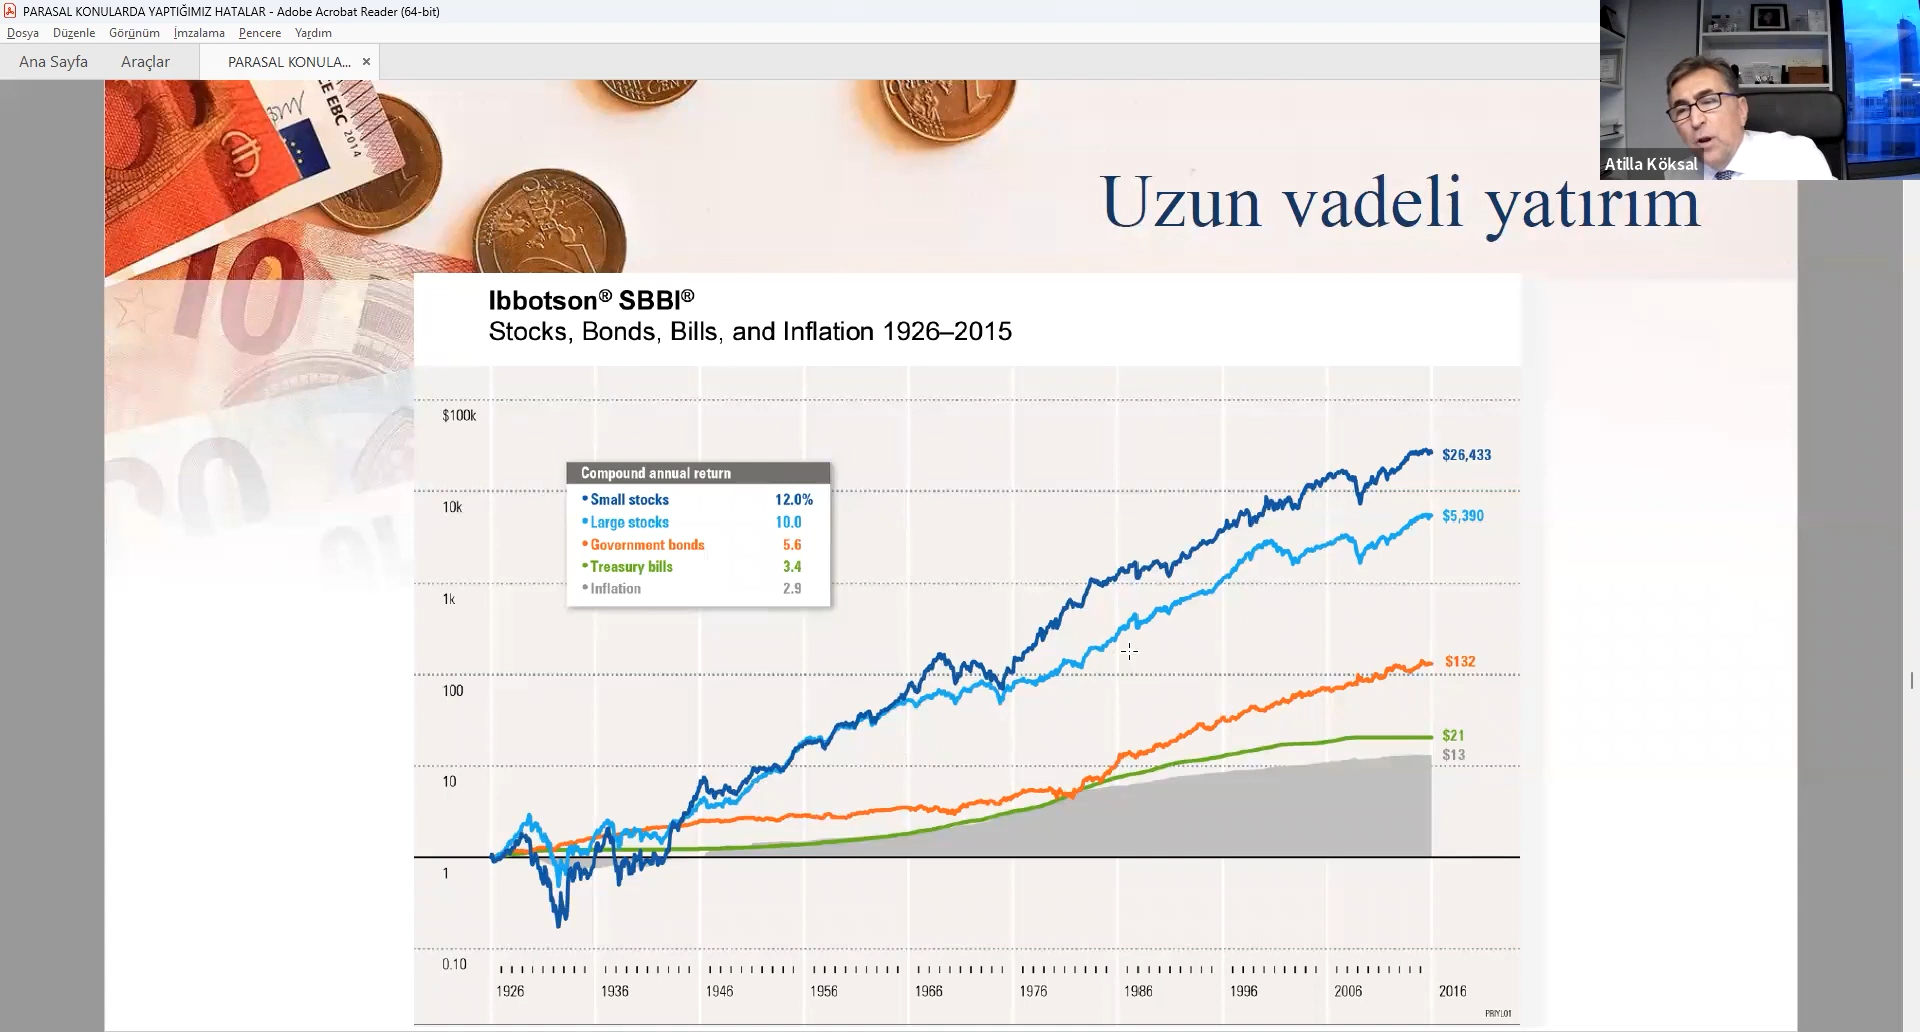 PARASAL KONULARDA YAPTIĞIMIZ HATALAR - Adobe Acrobat Reader (64-bit)
Dosya Düzenle Görünüm İmzalama Pencere Yardım
Ana Sayfa Araçlar PARASAL KONULA... ×
Atilla Köksal
EBC 2014
10
Uzun vadeli yatırım
Ibbotson® SBBI®
Stocks, Bonds, Bills, and Inflation 1926–2015
$100k
10k
1k
100
10
1
0.10
Compound annual return
•Small stocks 12.0%
•Large stocks 10.0
•Government bonds 5.6
•Treasury bills 3.4
•Inflation 2.9
$26,433
$5,390
$132
$21
$13
1926 1936 1946 1956 1966 1976 1986 1996 2006 2016